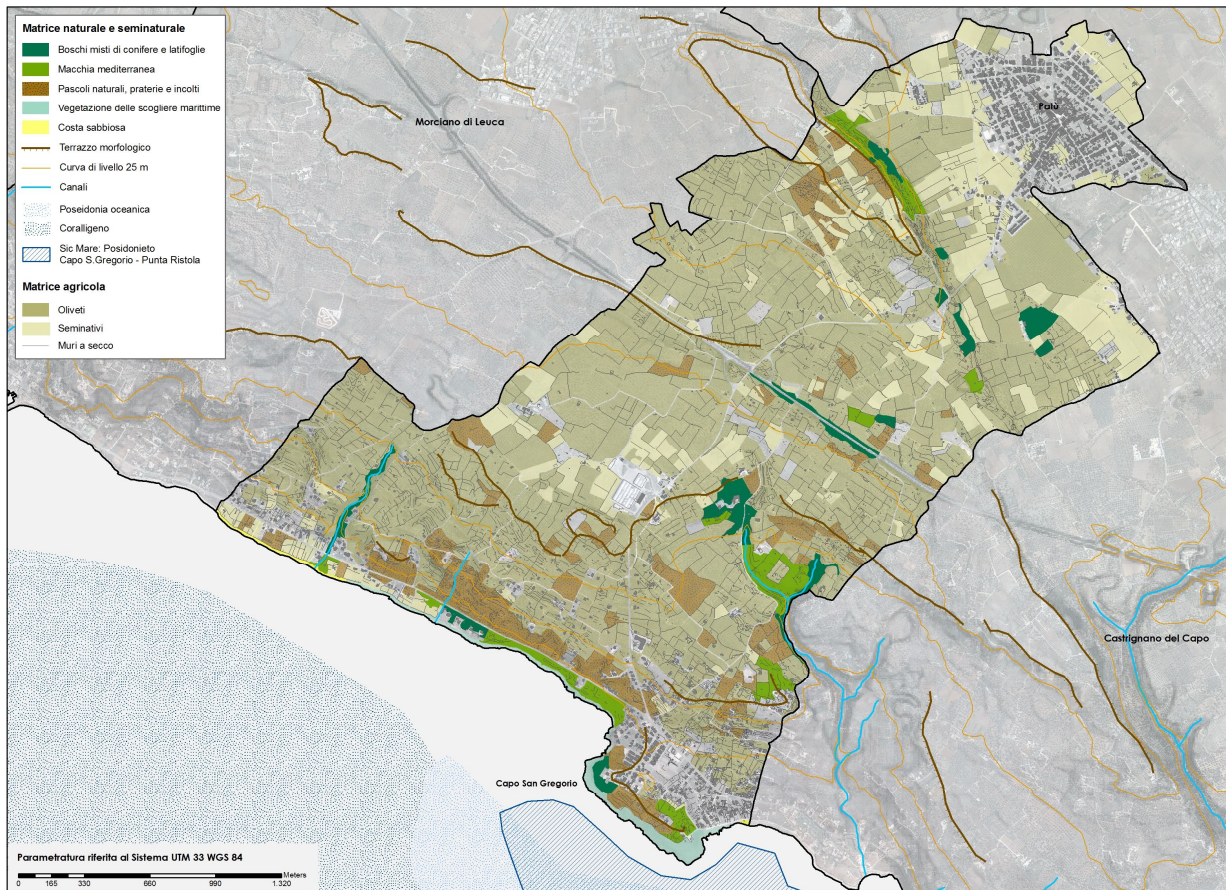 Matrice naturale e seminaturale
Boschi misti di conifere e latifoglie
Macchia mediterranea
Pascoli naturali, praterie e incolti
Vegetazione delle scogliere marittime
Costa sabbiosa
Terrazzo morfologico
Curva di livello 25 m
Canali
Poseidonia oceanica
Coralligeno
Sic Mare: Posidonieto
Capo S.Gregorio - Punta Ristola
Matrice agricola
Oliveti
Seminativi
Muri a secco
Morciano di Leuca
Patù
Castrignano del Capo
Capo San Gregorio
Parametratura riferita al Sistema UTM 33 WGS 84
Meters
0 165 330 660 990 1.320